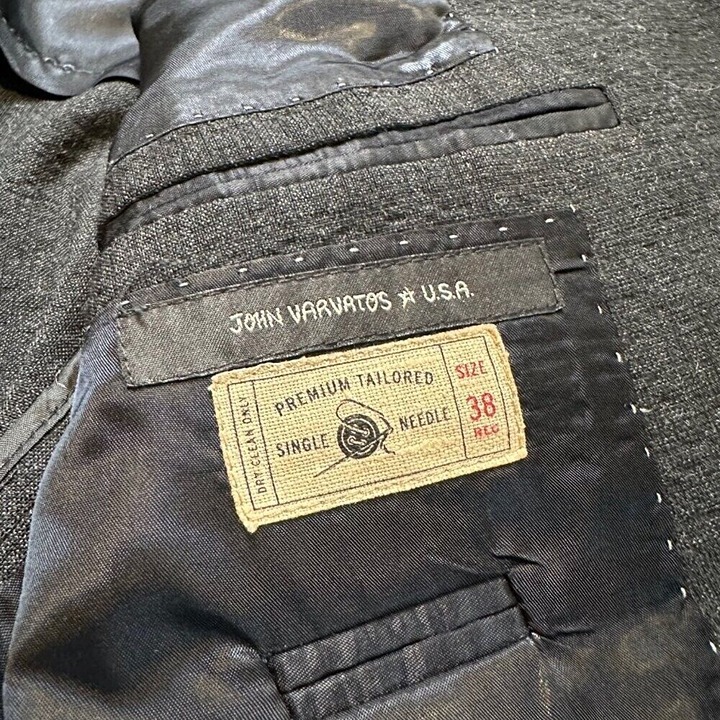 JOHN VARVATOS ☆ U.S.A.
DRY CLEAN ONLY
PREMIUM TAILORED
SINGLE NEEDLE
SIZE
38
REG